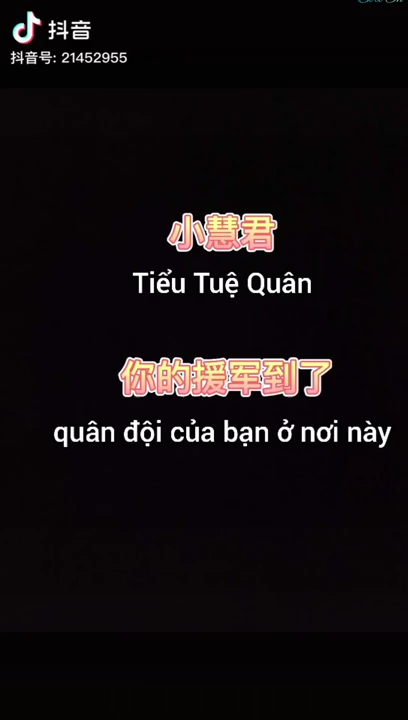 抖音
抖音号: 21452955
小慧君
Tiểu Tuệ Quân
你的援军到了
quân đội của bạn ở nơi này